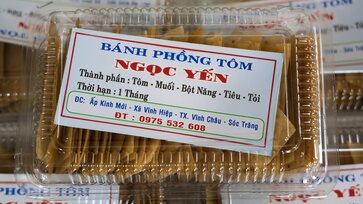 BÁNH PHỒNG TÔM
NGỌC YẾN
Thành phần : Tôm - Muối - Bột Năng - Tiêu - Tỏi
Thời hạn : 1 Tháng
ĐC: Ấp Kinh Mới - Xã Vĩnh Hiệp - TX. Vĩnh Châu - Sóc Trăng
ĐT : 0975 532 608